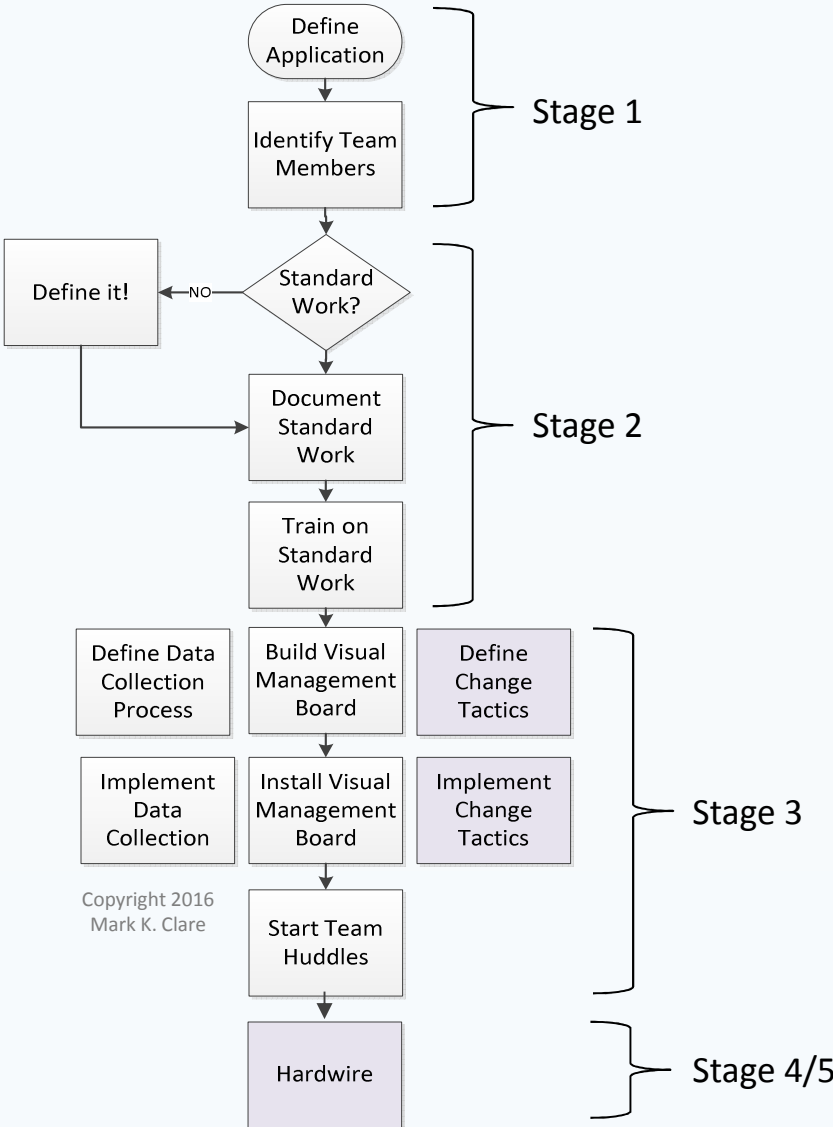 Define
Application
Stage 1
Identify Team
Members
Standard
Work?
NO
Define it!
Document
Standard
Work
Stage 2
Train on
Standard
Work
Define Data
Collection
Process
Build Visual
Management
Board
Define
Change
Tactics
Implement
Data
Collection
Install Visual
Management
Board
Implement
Change
Tactics
Stage 3
Copyright 2016
Mark K. Clare
Start Team
Huddles
Hardwire
Stage 4/5